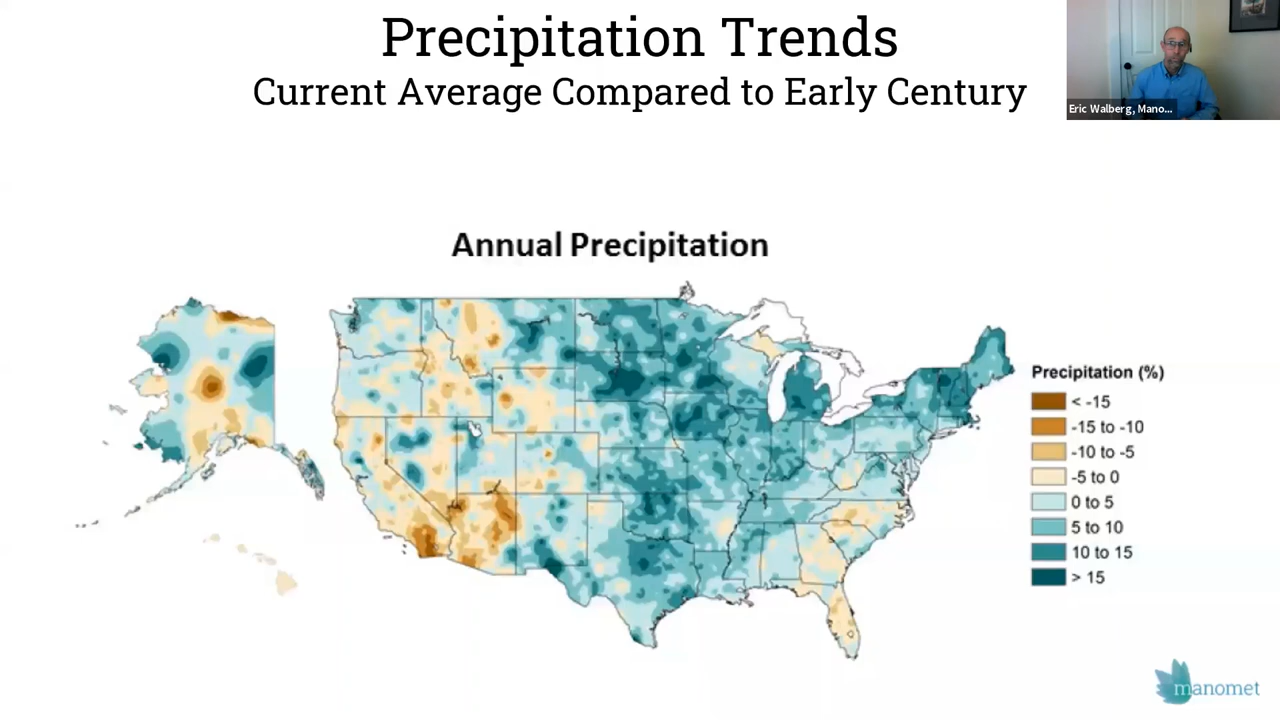 Precipitation Trends
Current Average Compared to Early Century
Eric Walberg, Mano...
Annual Precipitation
Precipitation (%)
< -15
-15 to -10
-10 to -5
-5 to 0
0 to 5
5 to 10
10 to 15
> 15
manomet